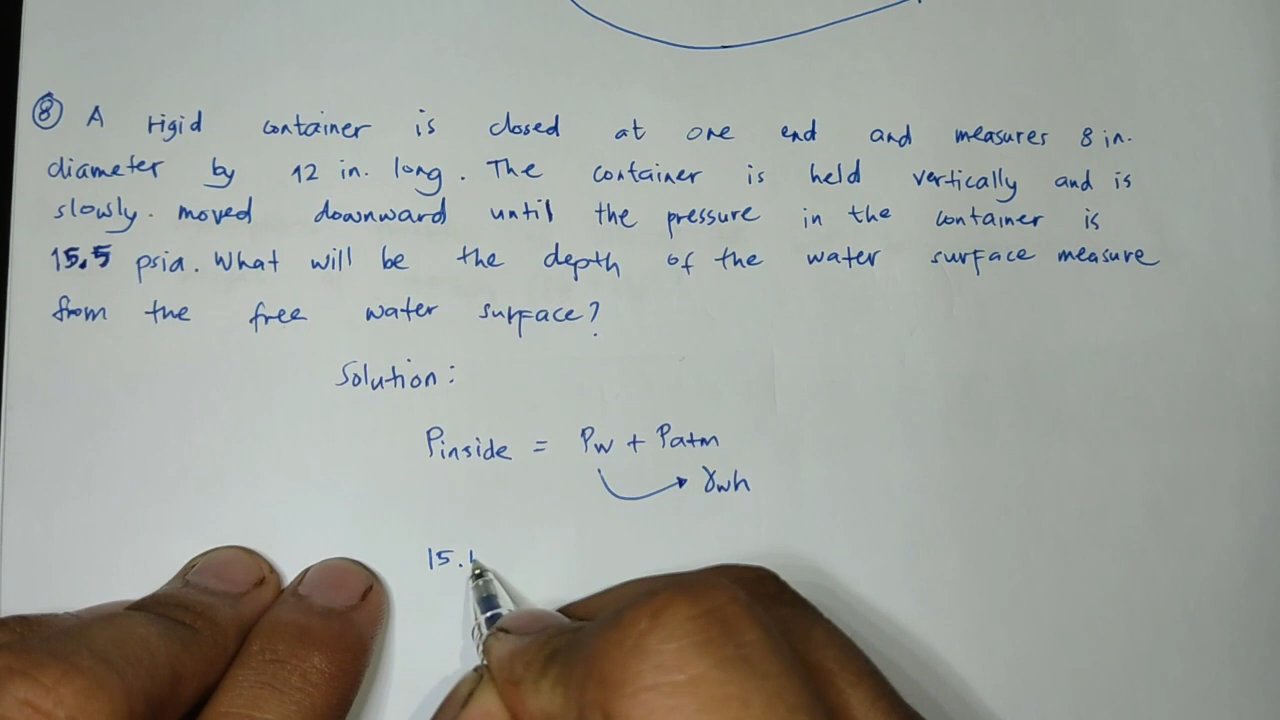 ⑧ A rigid container is closed at one end and measures 8 in.
diameter by 12 in. long. The container is held vertically and is
slowly. moved downward until the pressure in the container is
15.5 psia. What will be the depth of the water surface measure
from the free water surface?
Solution:
Pinside = Pw + Patm
γwh
15.